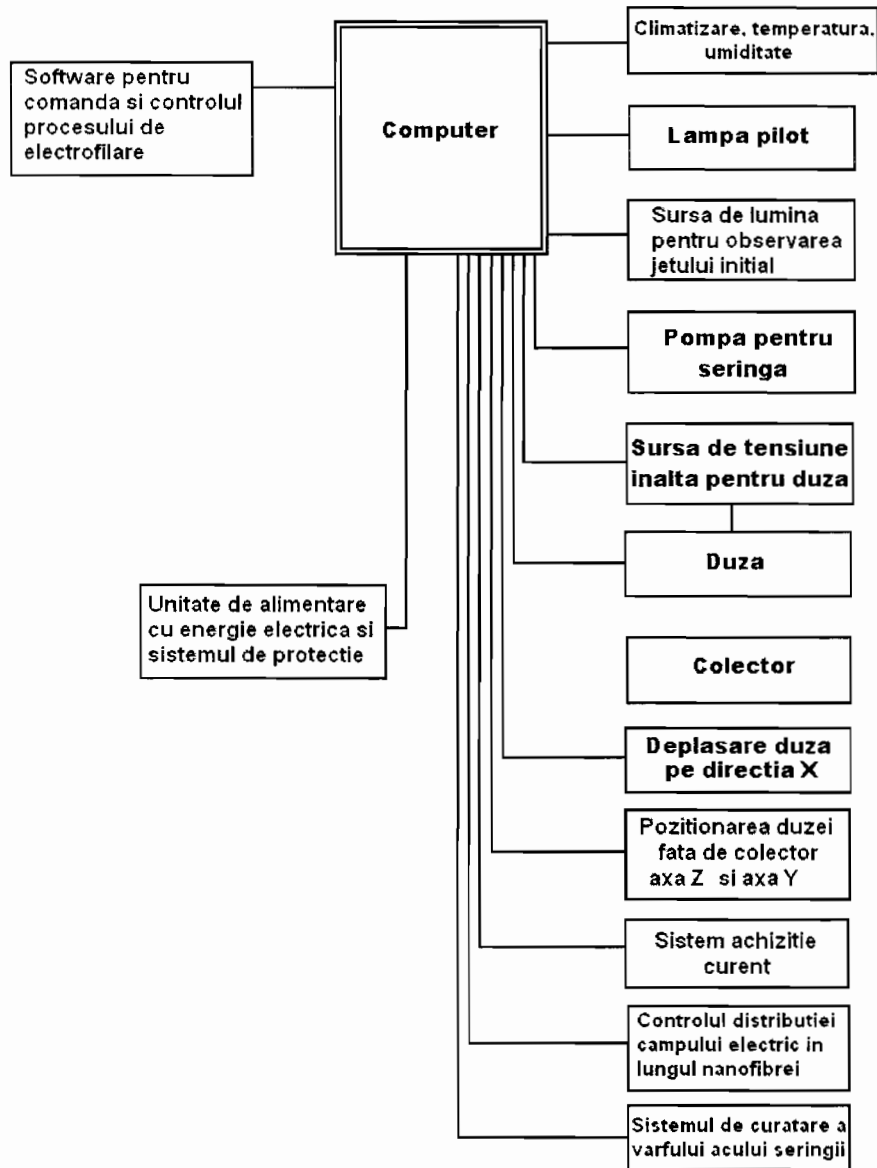 Software pentru
comanda si controlul
procesului de
electrofilare
Computer
Climatizare, temperatura,
umiditate
Lampa pilot
Sursa de lumina
pentru observarea
jetului initial
Pompa pentru
seringa
Sursa de tensiune
inalta pentru duza
Duza
Unitate de alimentare
cu energie electrica si
sistemul de protectie
Colector
Deplasare duza
pe directia X
Pozitionarea duzei
fata de colector
axa Z si axa Y
Sistem achizitie
curent
Controlul distributiei
campului electric in
lungul nanofibrei
Sistemul de curatare a
varfului acului seringii